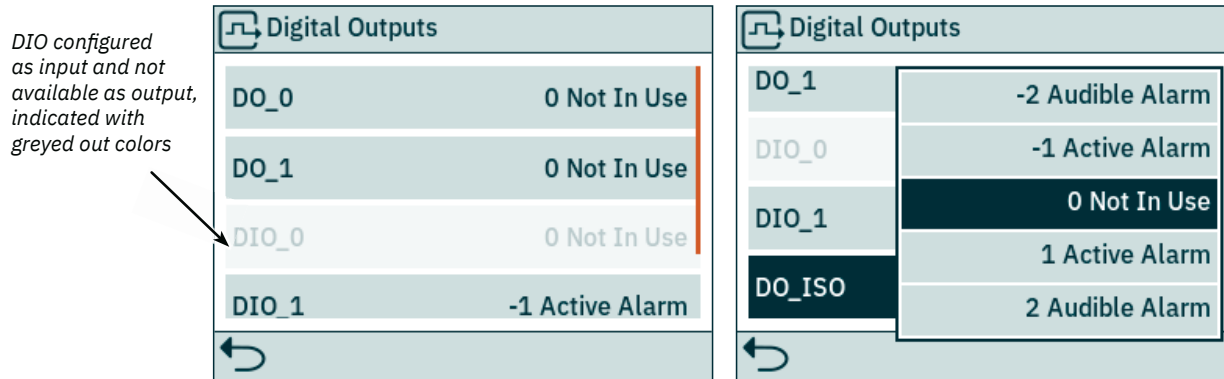 DIO configured
as input and not
available as output,
indicated with
greyed out colors
Digital Outputs
DO_0 0 Not In Use
DO_1 0 Not In Use
DIO_0 0 Not In Use
DIO_1 -1 Active Alarm
Digital Outputs
DO_1
DIO_0
DIO_1
DO_ISO
-2 Audible Alarm
-1 Active Alarm
0 Not In Use
1 Active Alarm
2 Audible Alarm